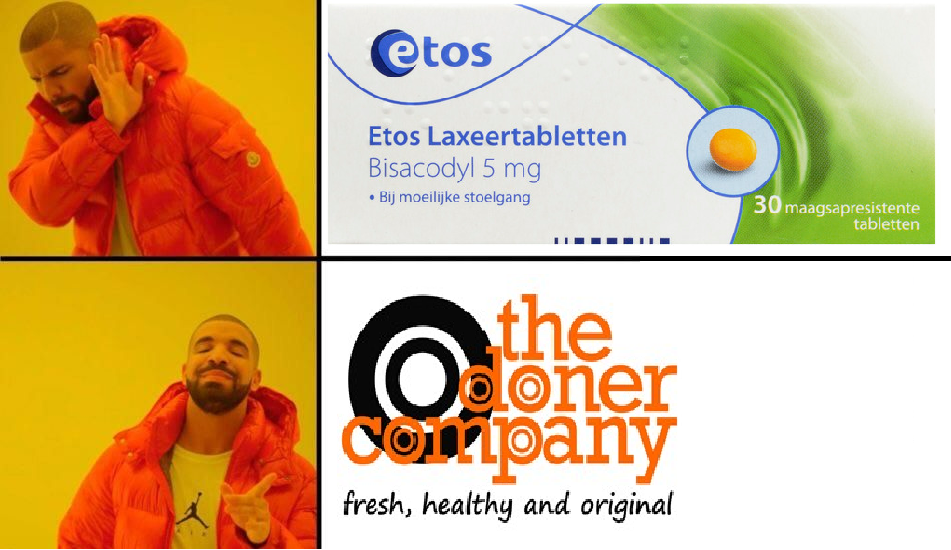 etos
Etos Laxeertabletten
Bisacodyl 5 mg
• Bij moeilijke stoelgang
30 maagsapresistente
tabletten
the
doner
company
fresh, healthy and original